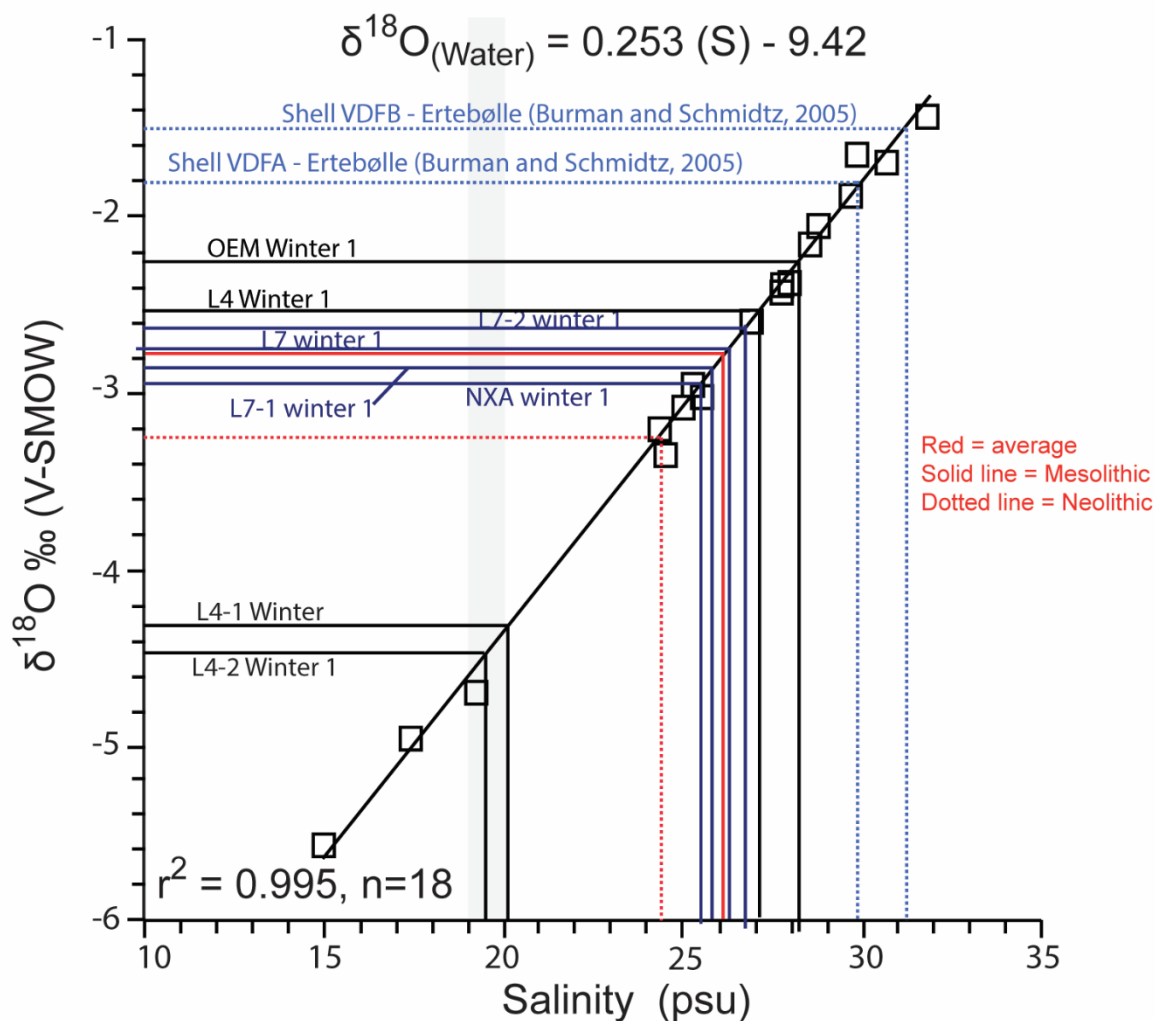 δ18O(Water) = 0.253 (S) - 9.42
-1
Shell VDFB - Ertebølle (Burman and Schmidtz, 2005)
Shell VDFA - Ertebølle (Burman and Schmidtz, 2005)
-2
OEM Winter 1
L4 Winter 1
L7-2 winter 1
L7 winter 1
-3
L7-1 winter 1
NXA winter 1
Red = average
Solid line = Mesolithic
Dotted line = Neolithic
δ18O ‰ (V-SMOW)
-4
L4-1 Winter
L4-2 Winter 1
-5
r2 = 0.995, n=18
-6
10 15 20 25 30 35
Salinity (psu)